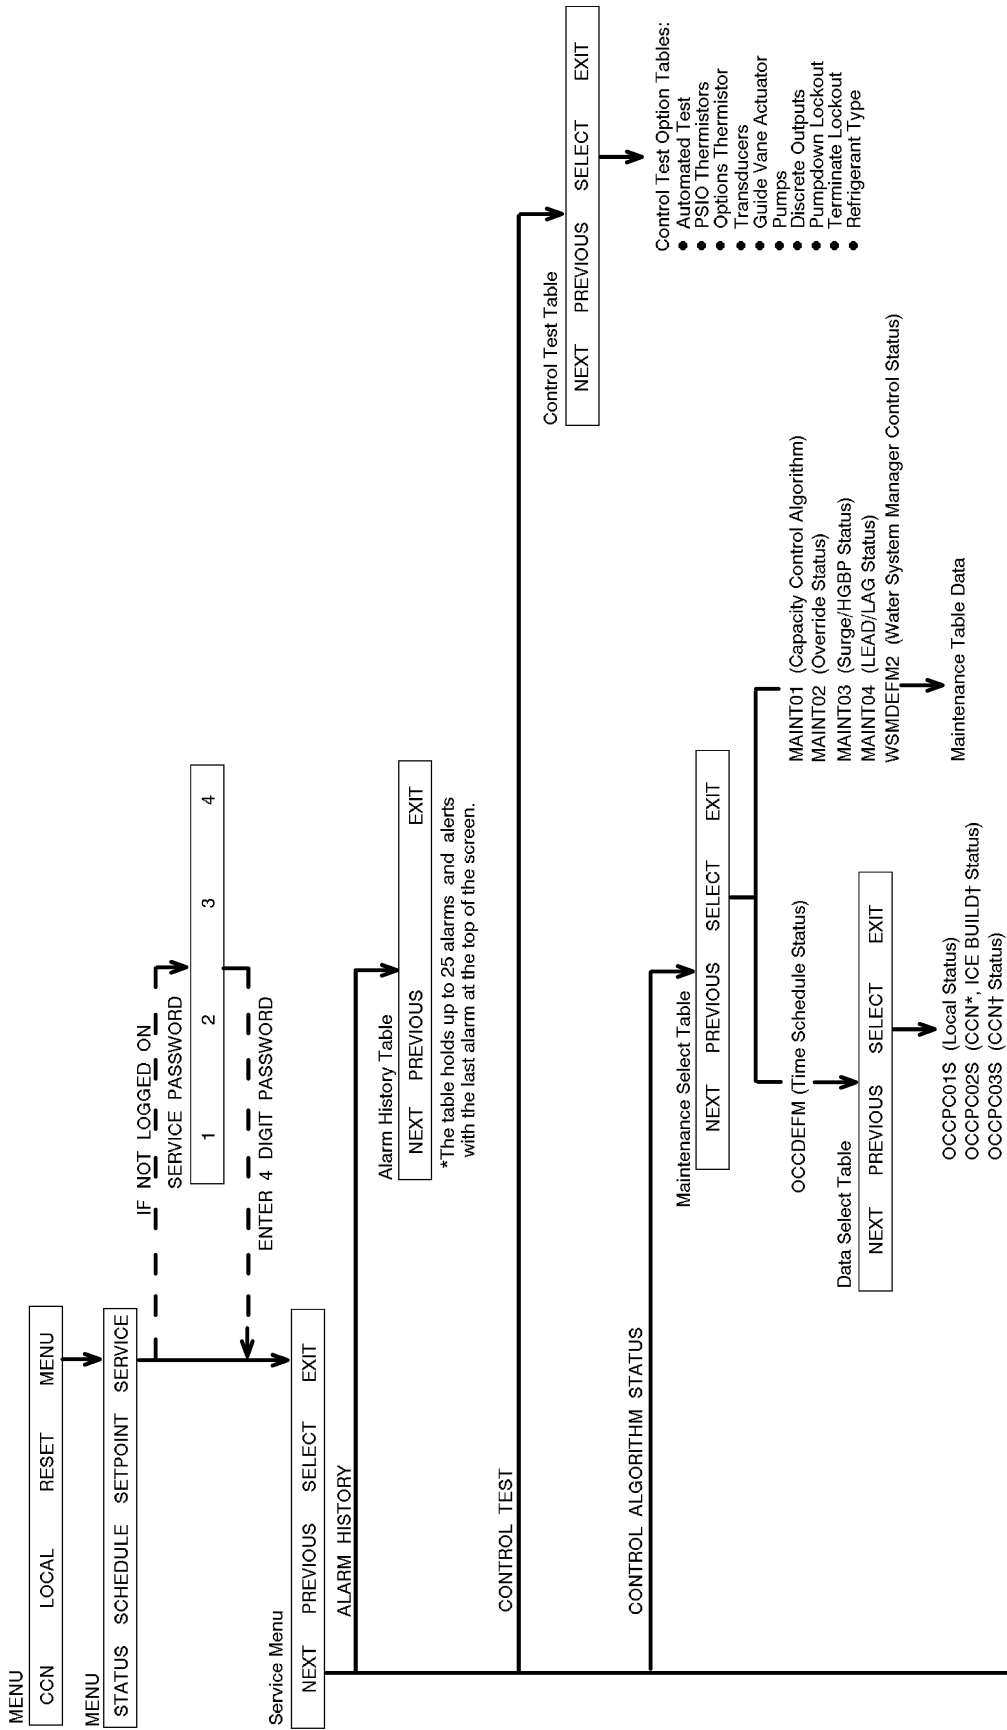 MENU
CCN LOCAL RESET MENU
MENU
STATUS SCHEDULE SETPOINT SERVICE
IF NOT LOGGED ON
SERVICE PASSWORD
1 2 3 4
ENTER 4 DIGIT PASSWORD
Service Menu
NEXT PREVIOUS SELECT EXIT
ALARM HISTORY
Alarm History Table
NEXT PREVIOUS EXIT
*The table holds up to 25 alarms and alerts
with the last alarm at the top of the screen.
CONTROL TEST
Control Test Table
NEXT PREVIOUS SELECT EXIT
Control Test Option Tables:
● Automated Test
● PSIO Thermistors
● Options Thermistor
● Transducers
● Guide Vane Actuator
● Pumps
● Discrete Outputs
● Pumpdown Lockout
● Terminate Lockout
● Refrigerant Type
CONTROL ALGORITHM STATUS
Maintenance Select Table
NEXT PREVIOUS SELECT EXIT
OCCDEFM (Time Schedule Status)
Data Select Table
NEXT PREVIOUS SELECT EXIT
OCCPC01S (Local Status)
OCCPC02S (CCN*, ICE BUILD† Status)
OCCPC03S (CCN† Status)
MAINT01 (Capacity Control Algorithm)
MAINT02 (Override Status)
MAINT03 (Surge/HGBP Status)
MAINT04 (LEAD/LAG Status)
WSMDEFM2 (Water System Manager Control Status)
Maintenance Table Data